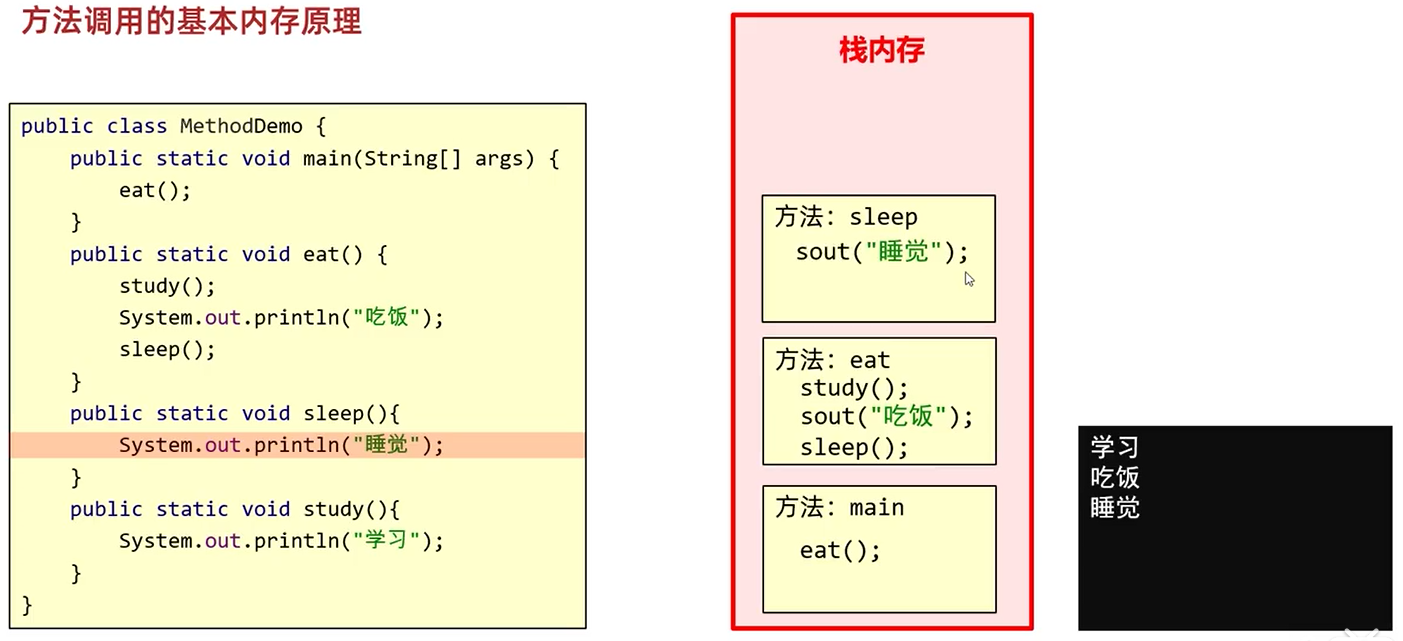 方法调用的基本内存原理
public class MethodDemo {
    public static void main(String[] args) {
        eat();
    }
    public static void eat() {
        study();
        System.out.println("吃饭");
        sleep();
    }
    public static void sleep(){
        System.out.println("睡觉");
    }
    public static void study(){
        System.out.println("学习");
    }
}
栈内存
方法：sleep
sout("睡觉");
方法：eat
study();
sout("吃饭");
sleep();
方法：main
eat();
学习
吃饭
睡觉